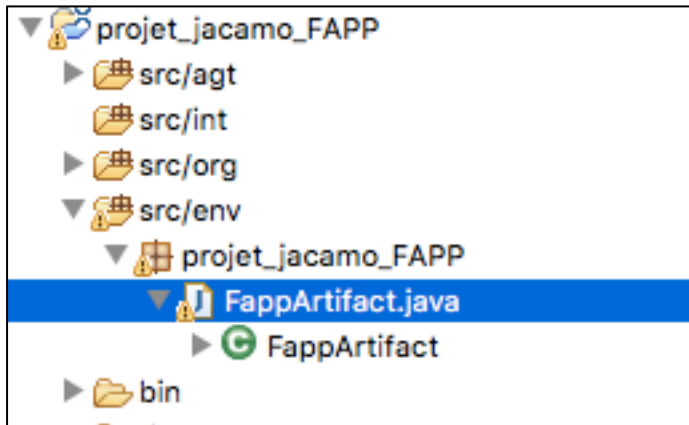 projet_jacamo_FAPP
src/agt
src/int
src/org
src/env
projet_jacamo_FAPP
FappArtifact.java
FappArtifact
bin